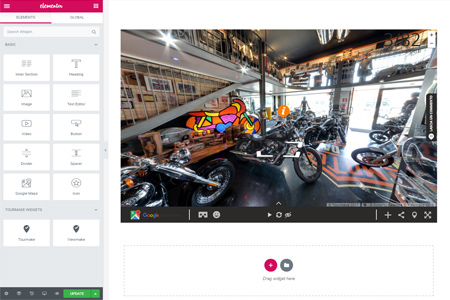 elementor
ELEMENTS
GLOBAL
Search Widget...
BASIC
Inner Section
Heading
Image
Text Editor
Video
Button
Divider
Spacer
Google Maps
Icon
TOURMAKE WIDGETS
Tourmake
Viewmake
UPDATE
Google
Drag widget here